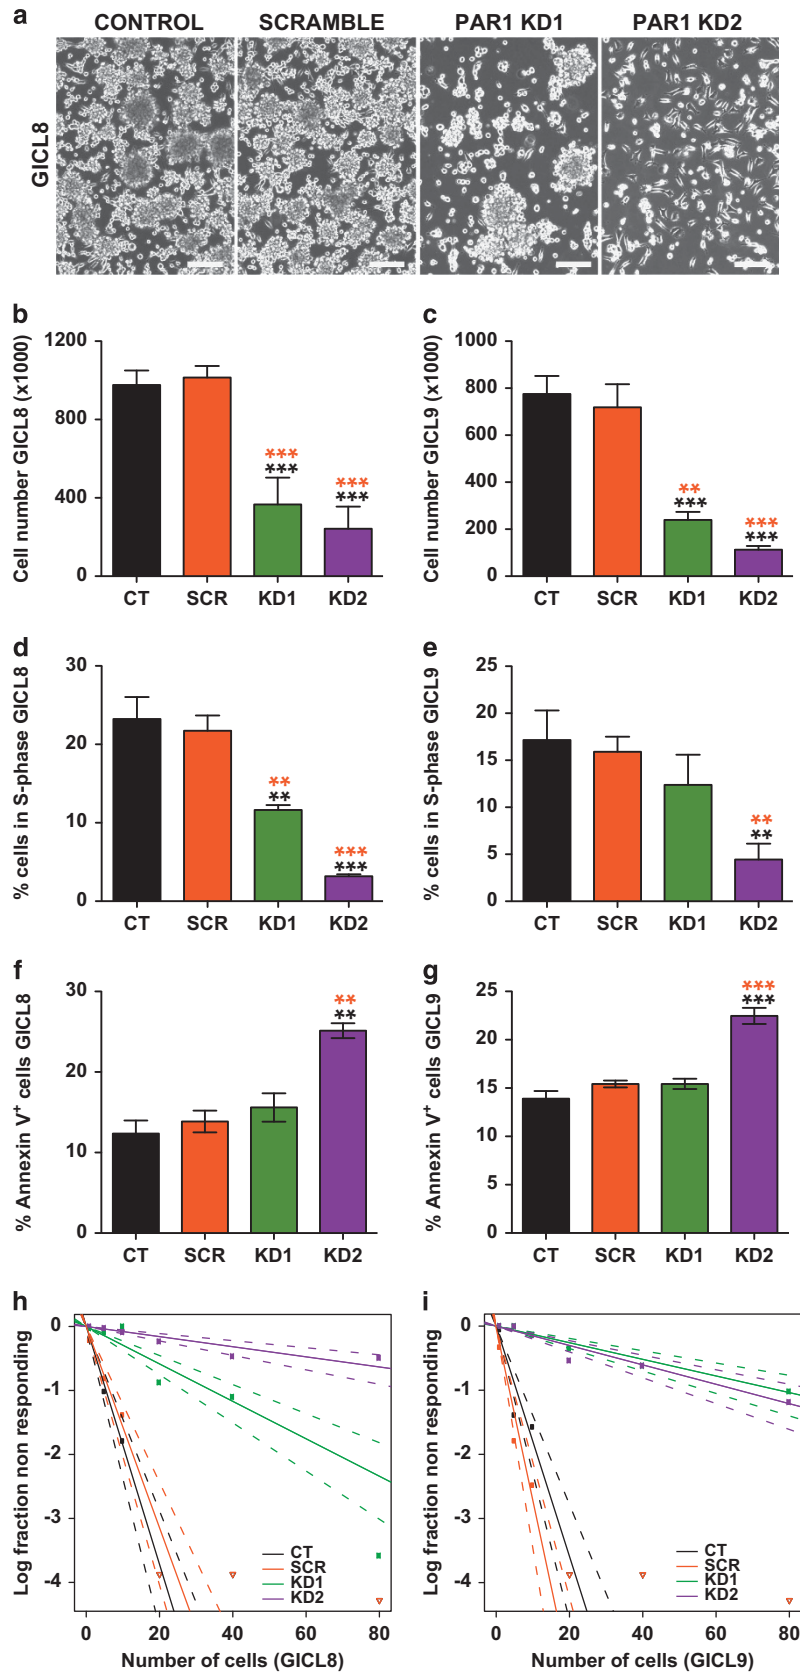 a
CONTROL SCRAMBLE PAR1 KD1 PAR1 KD2
GICL8
b
Cell number GICL8 (x1000)
1200
800
400
0
***
***
***
***
CT SCR KD1 KD2
c
Cell number GICL9 (x1000)
1000
800
600
400
200
0
**
***
***
***
CT SCR KD1 KD2
d
% cells in S-phase GICL8
30
20
10
0
**
**
***
***
CT SCR KD1 KD2
e
% cells in S-phase GICL9
25
20
15
10
5
0
**
**
CT SCR KD1 KD2
f
% Annexin V+ cells GICL8
30
20
10
0
**
**
CT SCR KD1 KD2
g
% Annexin V+ cells GICL9
25
20
15
10
5
0
***
***
CT SCR KD1 KD2
h
Log fraction non responding
0
-1
-2
-3
-4
CT
SCR
KD1
KD2
0 20 40 60 80
Number of cells (GICL8)
i
Log fraction non responding
0
-1
-2
-3
-4
CT
SCR
KD1
KD2
0 20 40 60 80
Number of cells (GICL9)